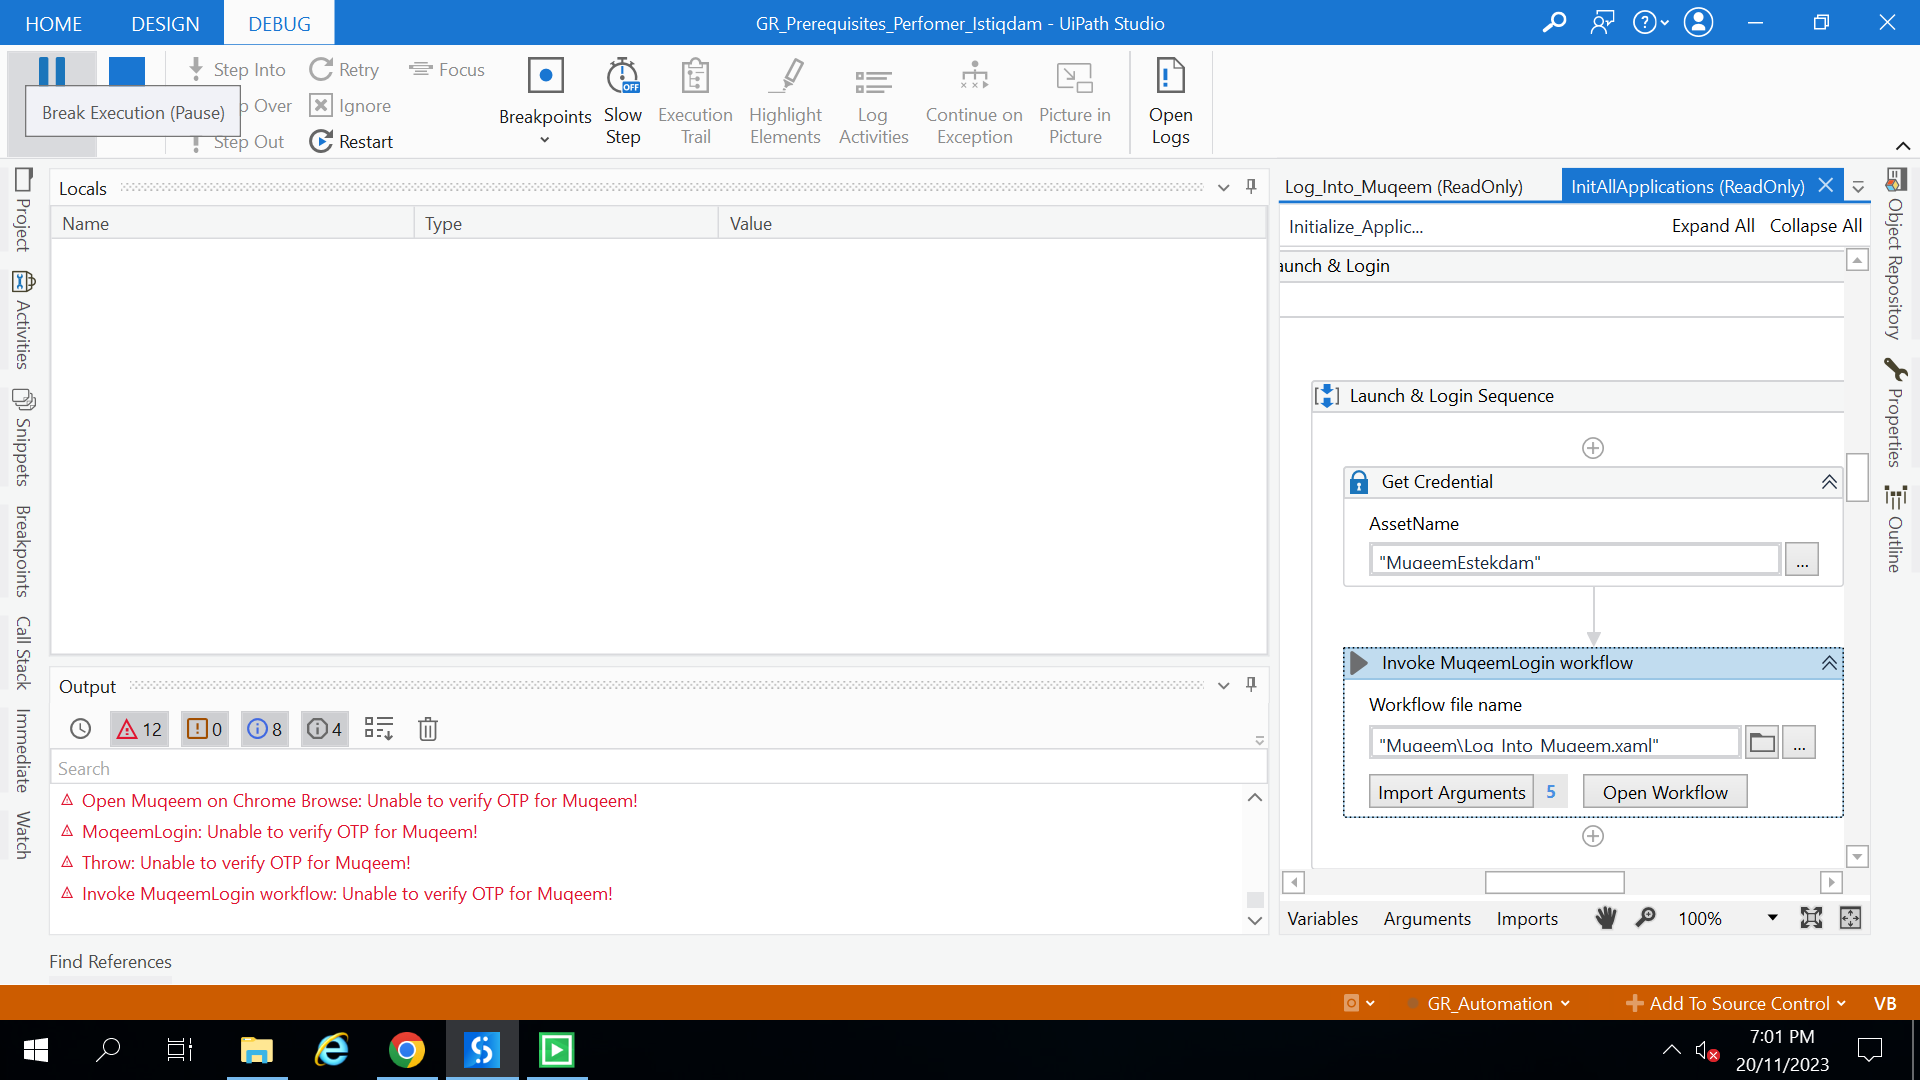 HOME
DESIGN
DEBUG
GR_Prerequisites_Perfomer_Istiqdam - UiPath Studio
Step Into
Retry
Focus
Over
Ignore
Step Out
Restart
Break Execution (Pause)
Breakpoints
Slow Step
Execution Trail
Highlight Elements
Log Activities
Continue on Exception
Picture in Picture
Open Logs
OFF
Project
Activities
Snippets
Breakpoints
Call Stack
Immediate
Watch
Locals
Name
Type
Value
Output
12
0
8
4
Search
Open Muqeem on Chrome Browse: Unable to verify OTP for Muqeem!
MoqeemLogin: Unable to verify OTP for Muqeem!
Throw: Unable to verify OTP for Muqeem!
Invoke MuqeemLogin workflow: Unable to verify OTP for Muqeem!
Find References
Log_Into_Muqeem (ReadOnly)
InitAllApplications (ReadOnly)
Initialize_Applic...
Expand All
Collapse All
aunch & Login
Launch & Login Sequence
Get Credential
AssetName
"MuqeemEstekdam"
...
Invoke MuqeemLogin workflow
Workflow file name
"Muqeem\Log_Into_Muqeem.xaml"
...
Import Arguments
5
Open Workflow
Variables
Arguments
Imports
100%
Object Repository
Properties
Outline
GR_Automation
Add To Source Control
VB
7:01 PM
20/11/2023